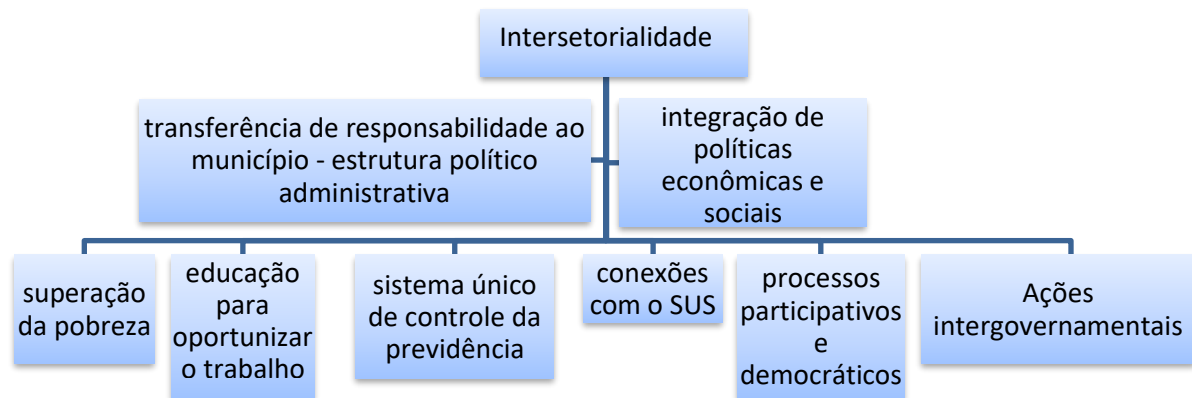 Intersetorialidade
transferência de responsabilidade ao
município - estrutura político
administrativa
integração de
políticas
econômicas e
sociais
superação
da pobreza
educação
para
oportunizar
o trabalho
sistema único
de controle da
previdência
conexões
com o SUS
processos
participativos
e
democráticos
Ações
intergovernamentais